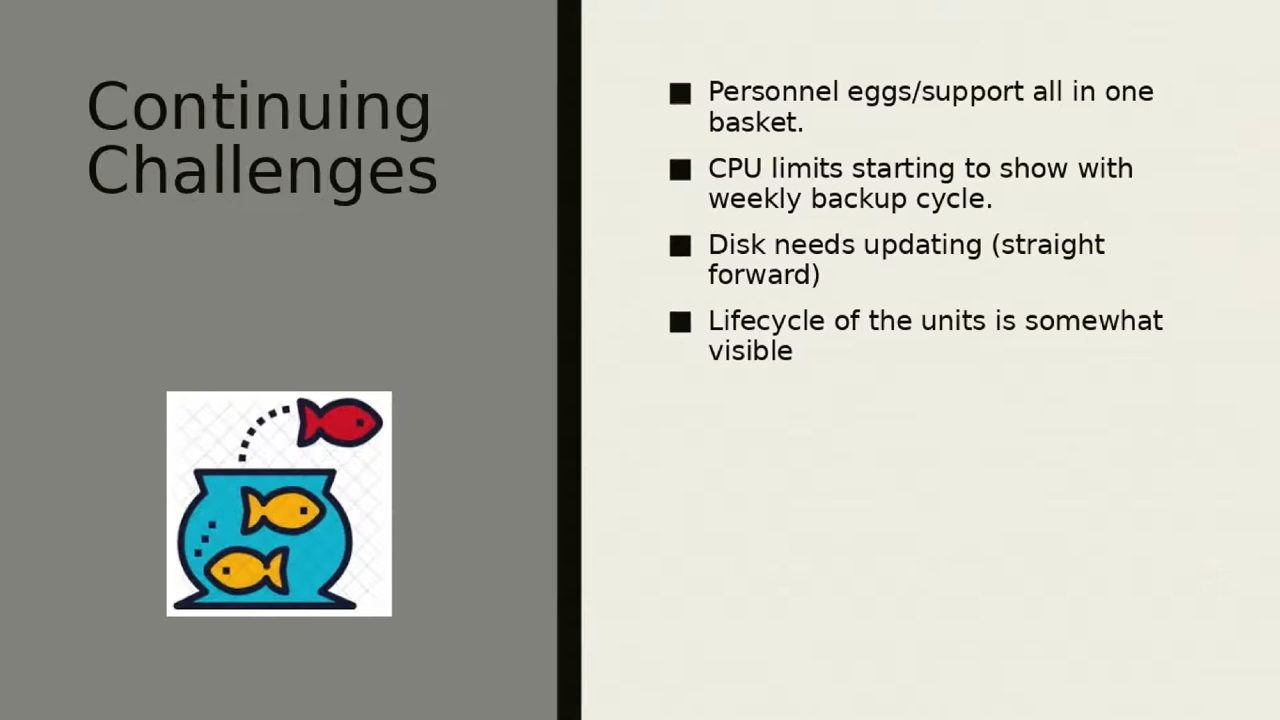 Continuing
Challenges
■ Personnel eggs/support all in one
basket.
■ CPU limits starting to show with
weekly backup cycle.
■ Disk needs updating (straight
forward)
■ Lifecycle of the units is somewhat
visible